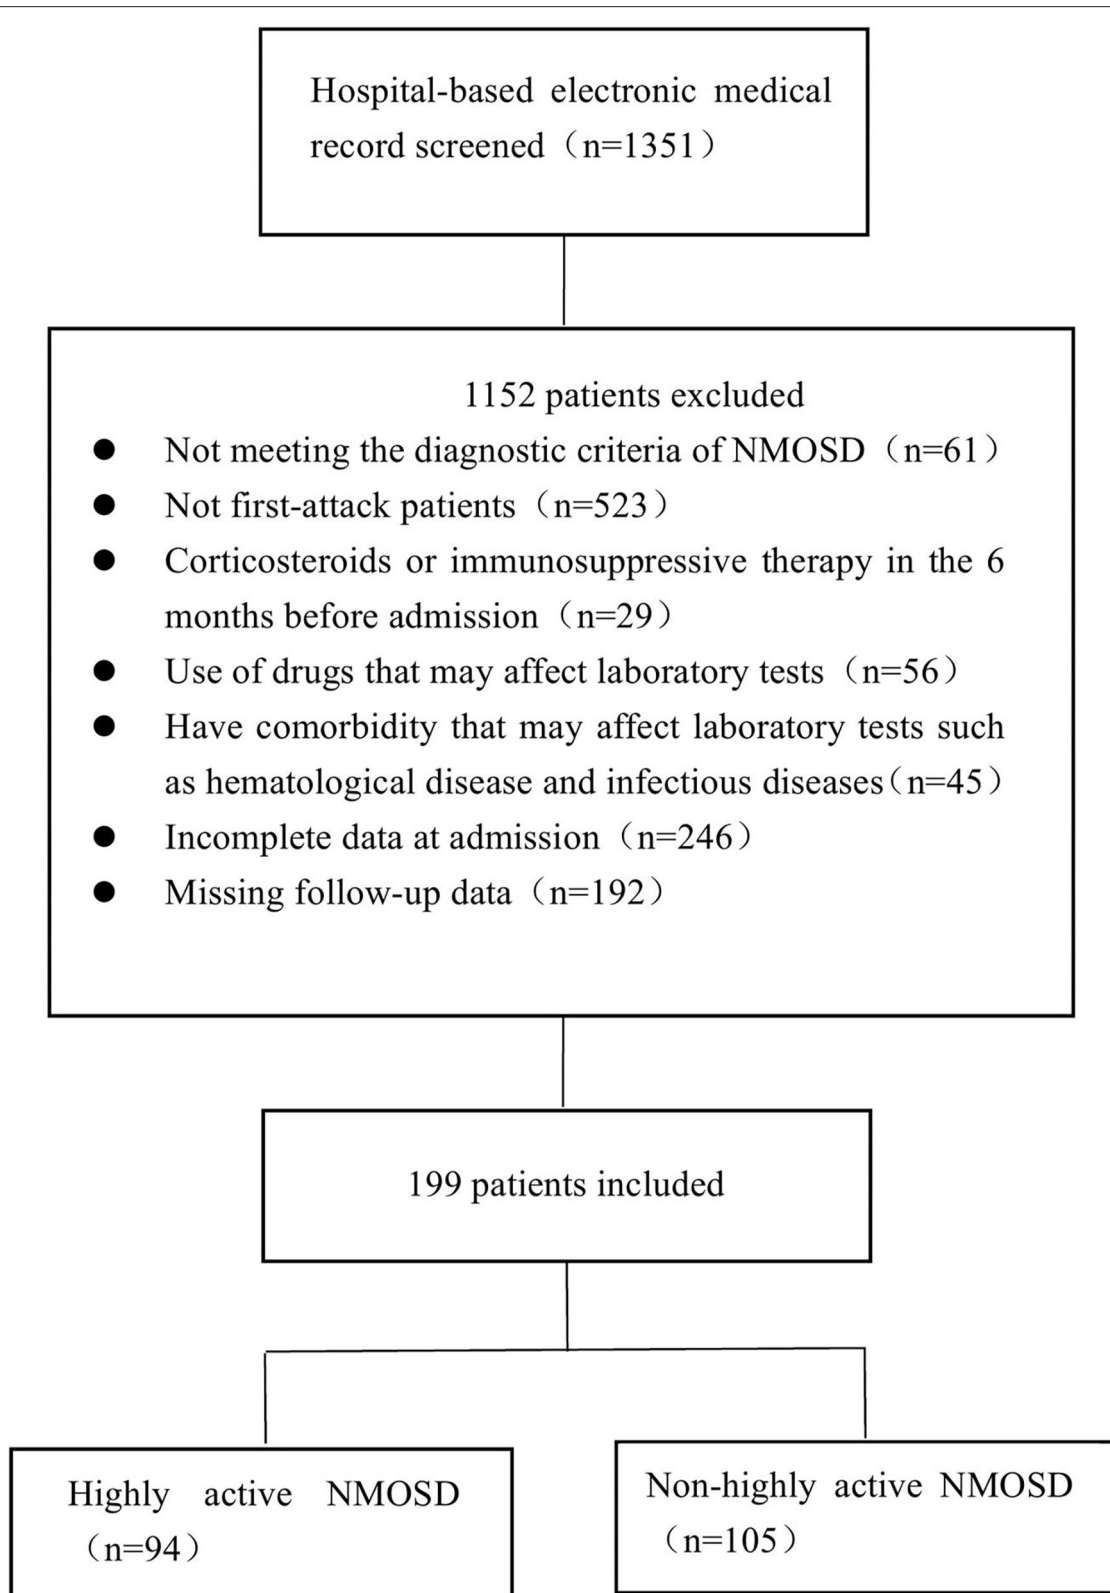 Hospital-based electronic medical
record screened（n=1351）
1152 patients excluded
● Not meeting the diagnostic criteria of NMOSD（n=61）
● Not first-attack patients（n=523）
● Corticosteroids or immunosuppressive therapy in the 6
months before admission（n=29）
● Use of drugs that may affect laboratory tests（n=56）
● Have comorbidity that may affect laboratory tests such
as hematological disease and infectious diseases（n=45）
● Incomplete data at admission（n=246）
● Missing follow-up data（n=192）
199 patients included
Highly active NMOSD
（n=94）
Non-highly active NMOSD
（n=105）